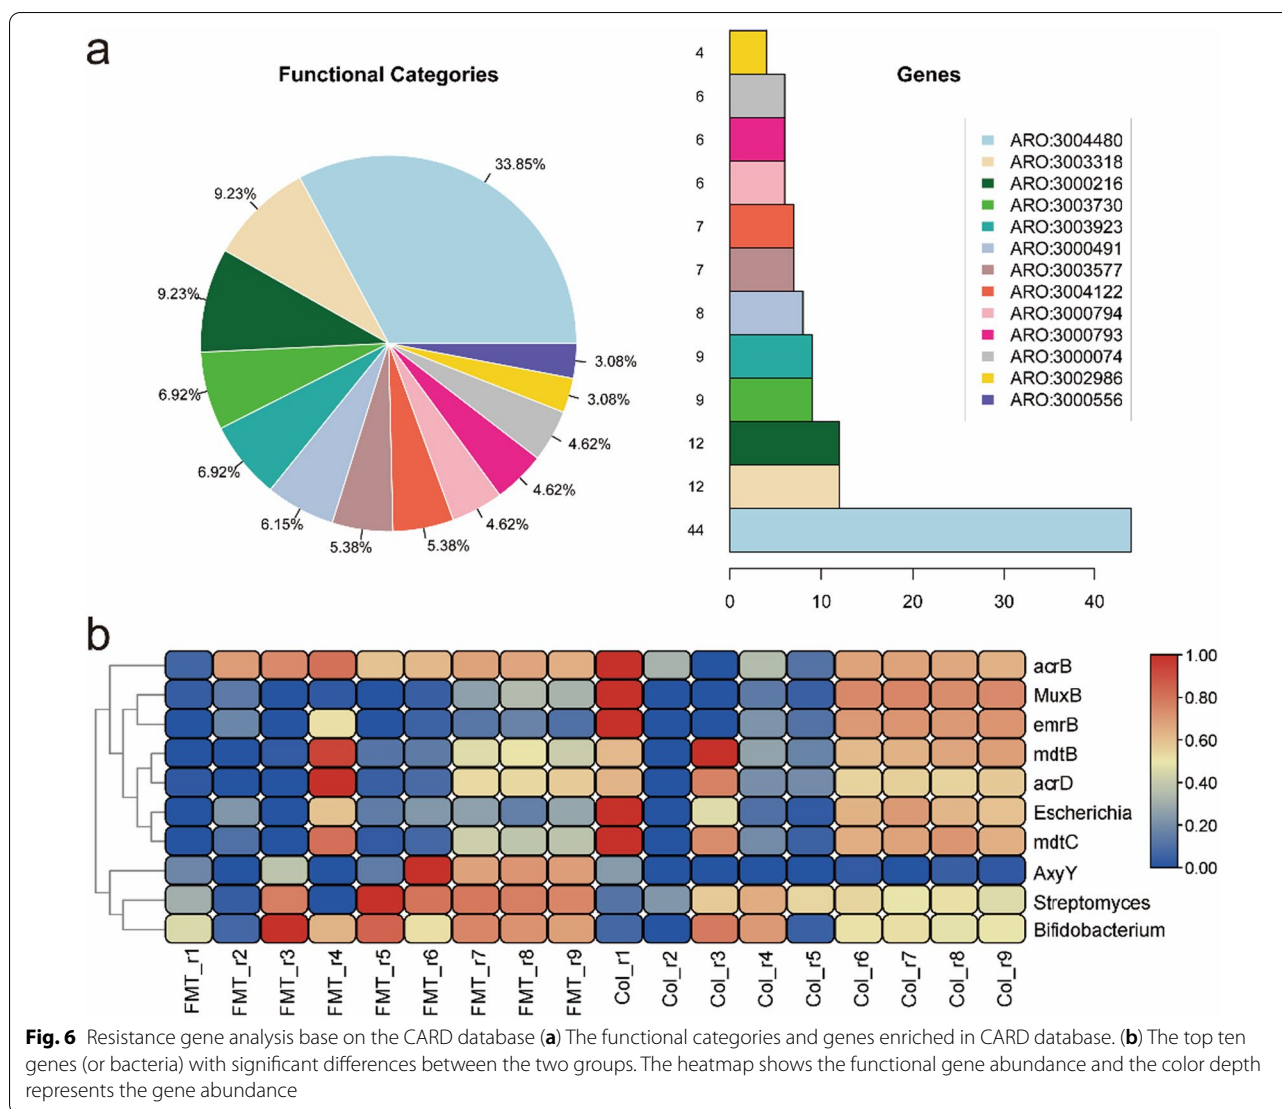 a
Functional Categories
33.85%
9.23%
9.23%
6.92%
6.92%
6.15%
5.38%
5.38%
4.62%
4.62%
4.62%
3.08%
3.08%
Genes
4
6
6
6
7
7
8
9
9
12
12
44
0 10 20 30 40
ARO:3004480
ARO:3003318
ARO:3000216
ARO:3003730
ARO:3003923
ARO:3000491
ARO:3003577
ARO:3004122
ARO:3000794
ARO:3000793
ARO:3000074
ARO:3002986
ARO:3000556
b
acrB
MuxB
emrB
mdtB
acrD
Escherichia
mdtC
AxyY
Streptomyces
Bifidobacterium
1.00
0.80
0.60
0.40
0.20
0.00
FMT_r1 FMT_r2 FMT_r3 FMT_r4 FMT_r5 FMT_r6 FMT_r7 FMT_r8 FMT_r9 Col_r1 Col_r2 Col_r3 Col_r4 Col_r5 Col_r6 Col_r7 Col_r8 Col_r9
Fig. 6 Resistance gene analysis base on the CARD database (a) The functional categories and genes enriched in CARD database. (b) The top ten
genes (or bacteria) with significant differences between the two groups. The heatmap shows the functional gene abundance and the color depth
represents the gene abundance